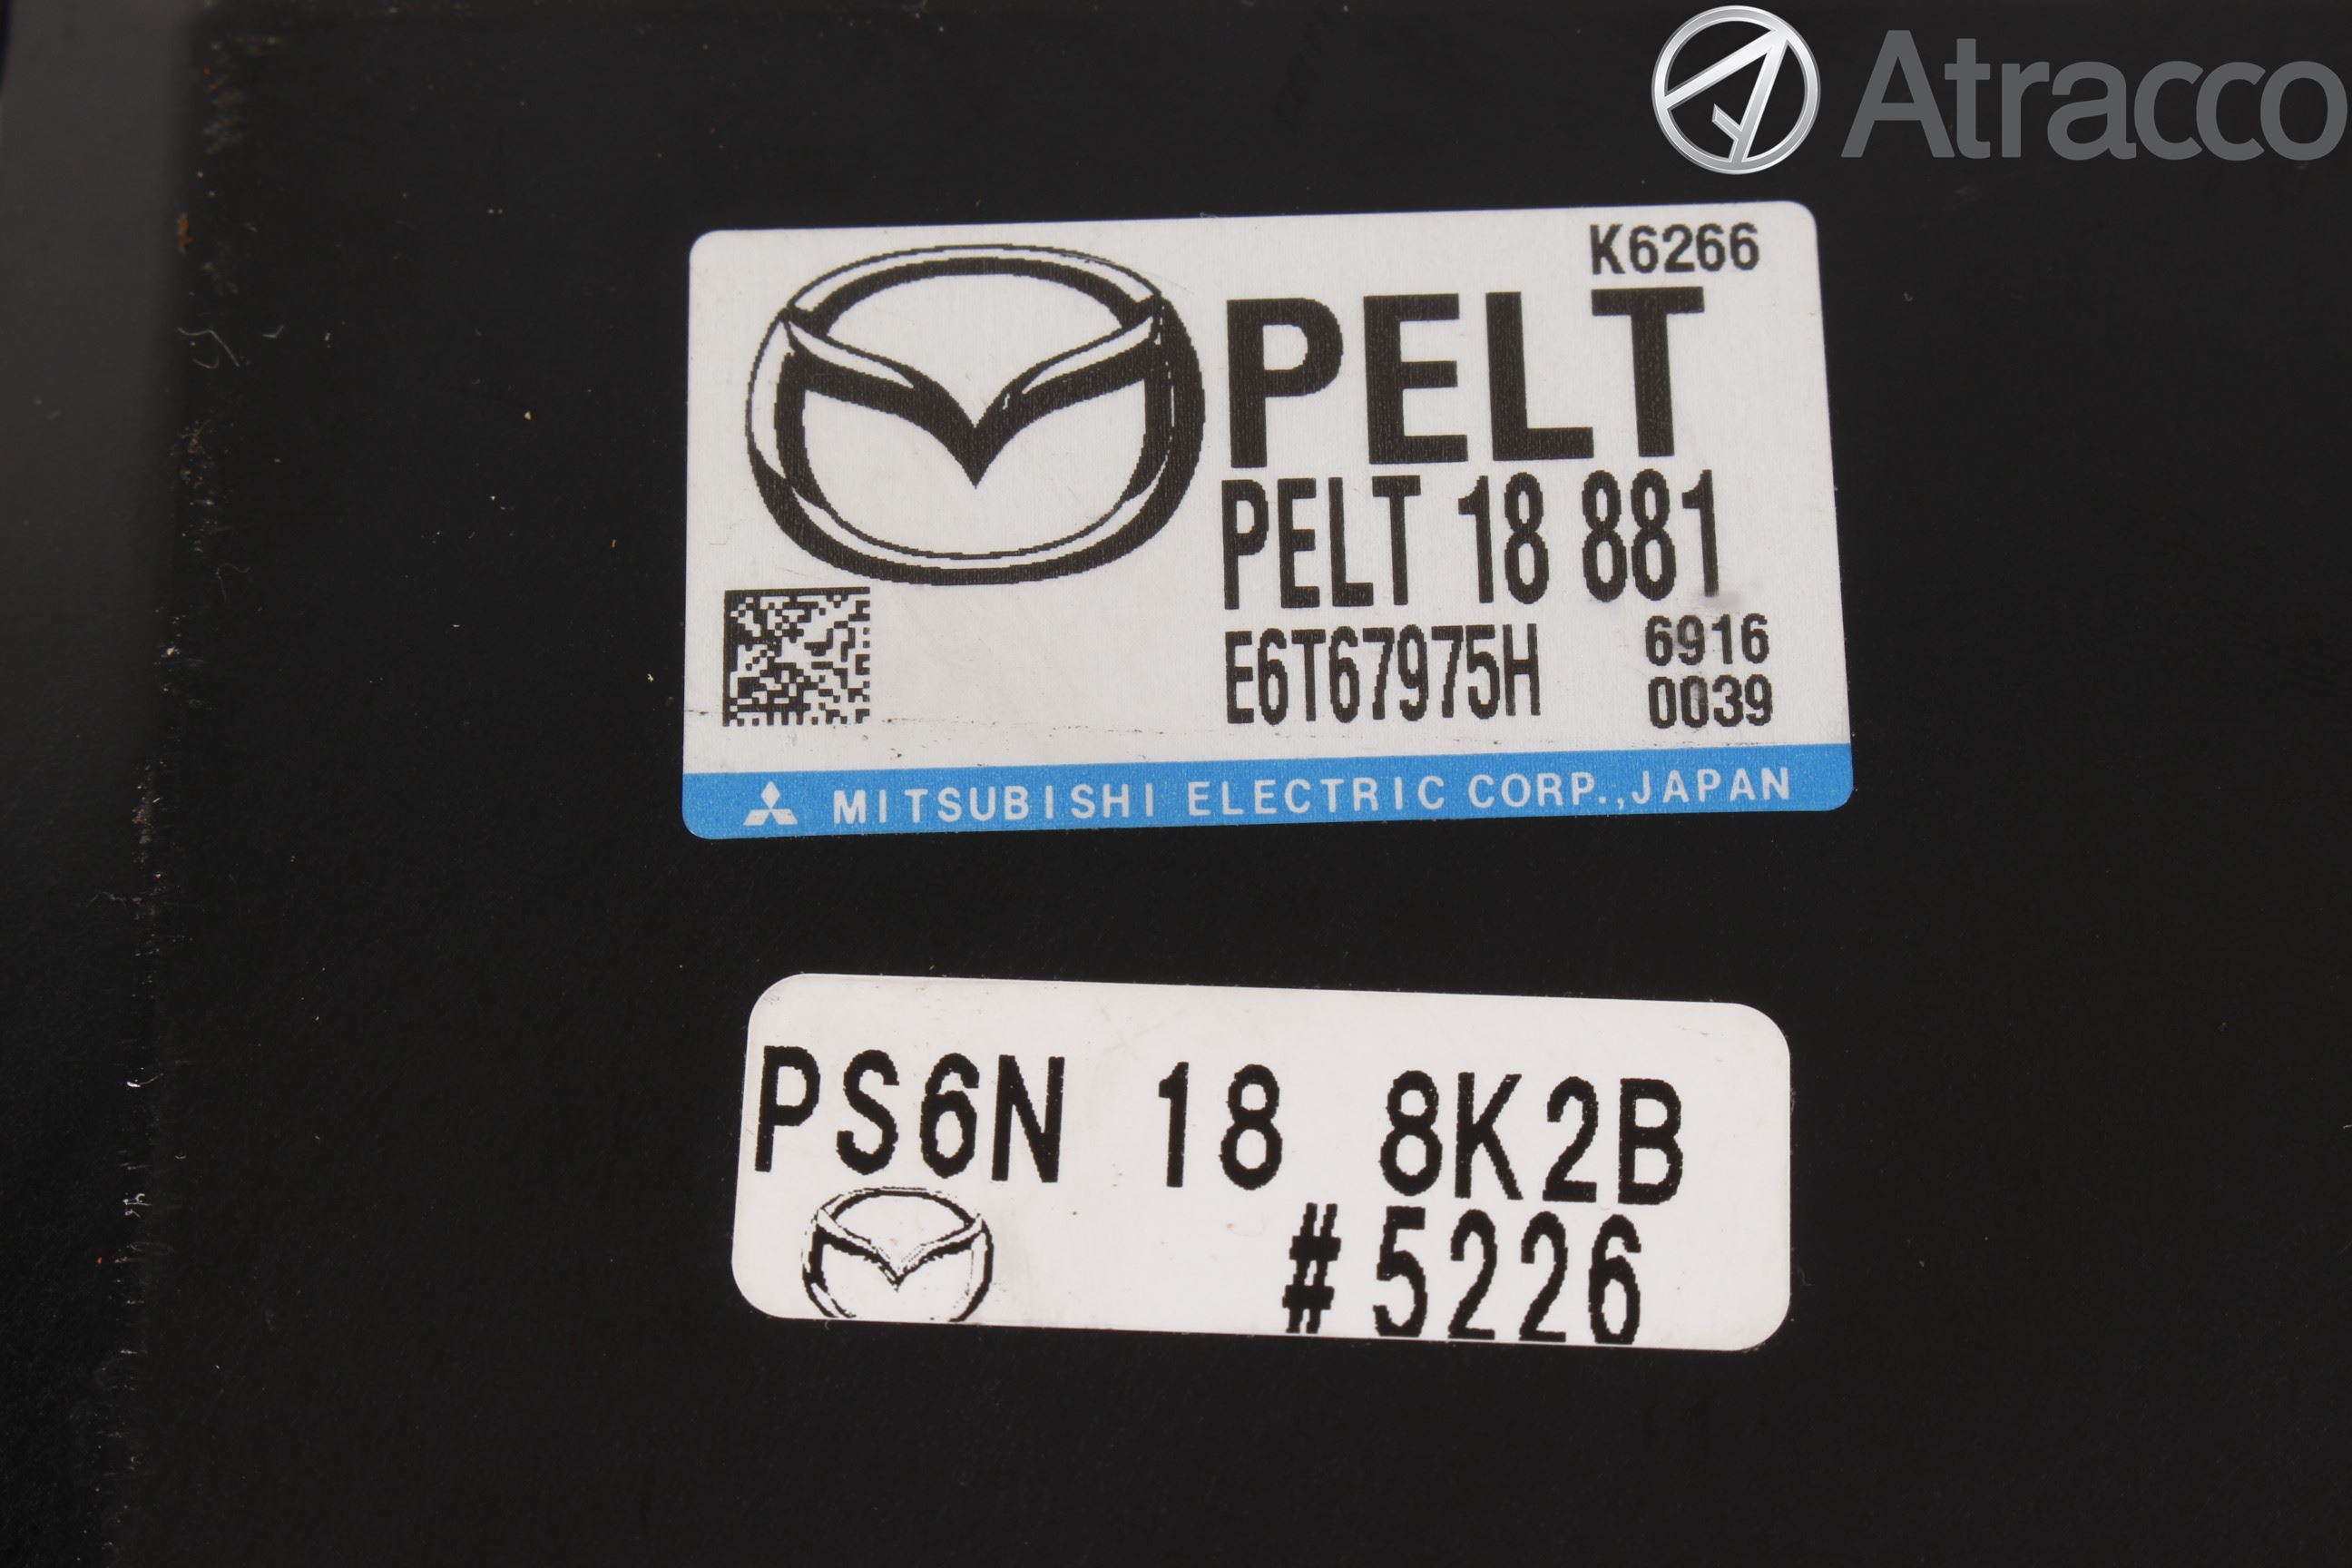 Atracco
K6266
PELT
PELT 18 881
E6T67975H
6916
0039
MITSUBISHI ELECTRIC CORP.,JAPAN
PS6N 18 8K2B
#5226